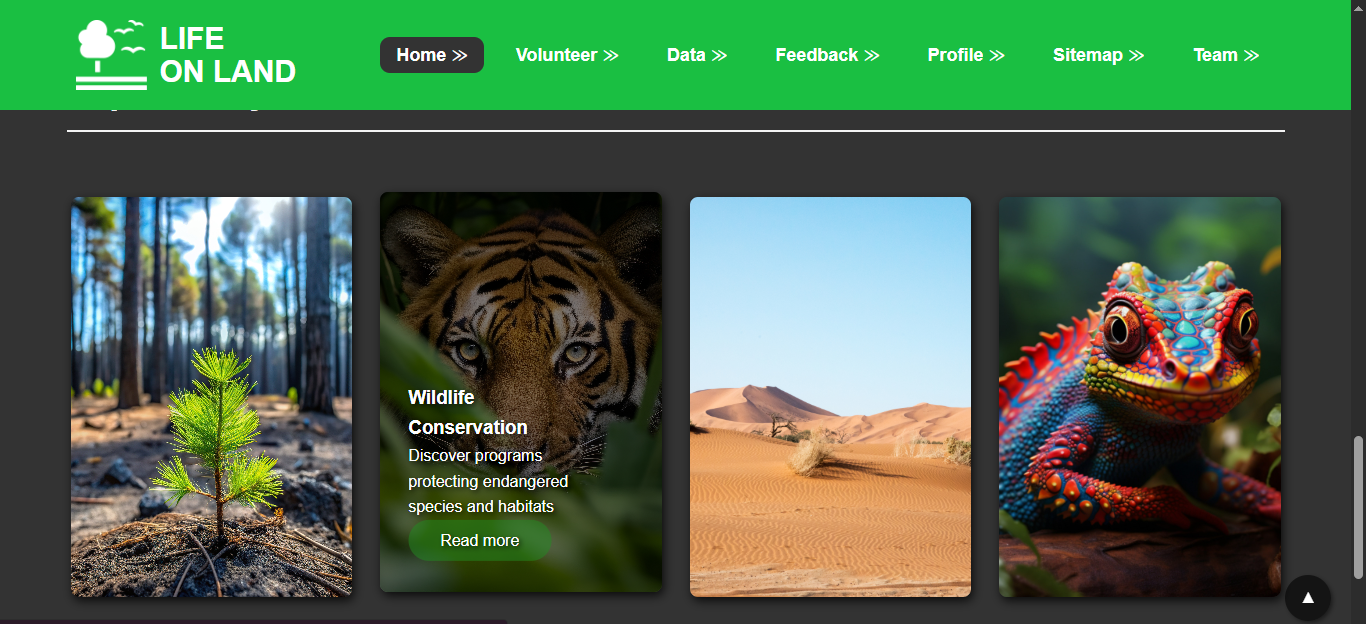 LIFE
ON LAND
Home ≫
Volunteer ≫
Data ≫
Feedback ≫
Profile ≫
Sitemap ≫
Team ≫
Wildlife
Conservation
Discover programs
protecting endangered
species and habitats
Read more
▲